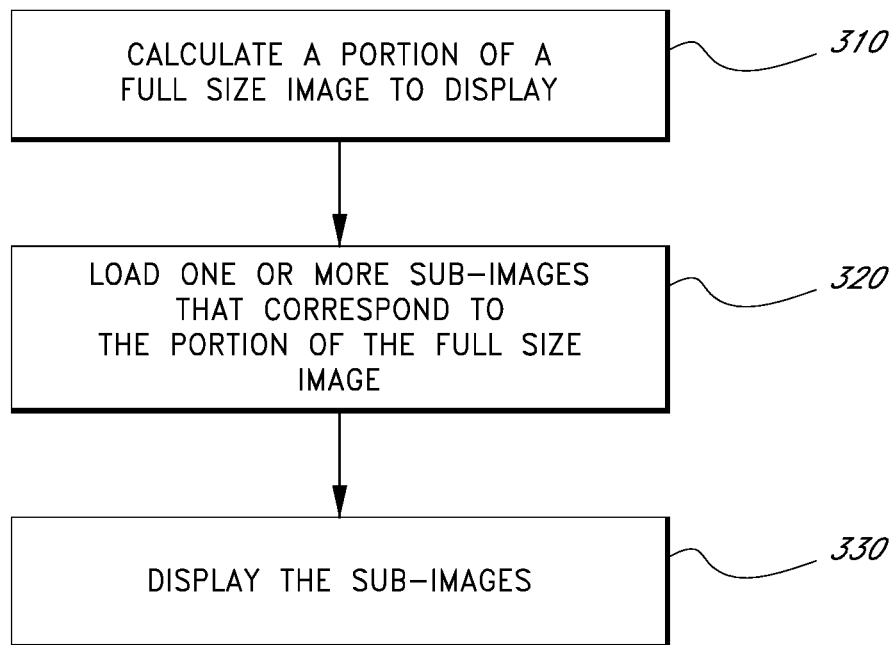 CALCULATE A PORTION OF A
FULL SIZE IMAGE TO DISPLAY
310
LOAD ONE OR MORE SUB-IMAGES
THAT CORRESPOND TO
THE PORTION OF THE FULL SIZE
IMAGE
320
DISPLAY THE SUB-IMAGES
330